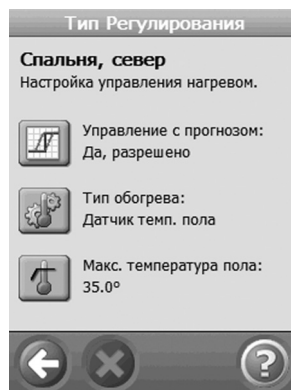 Тип Регулирования
Спальня, север
Настройка управления нагревом.
Управление с прогнозом:
Да, разрешено
Тип обогрева:
Датчик темп. пола
Макс. температура пола:
35.0°
?